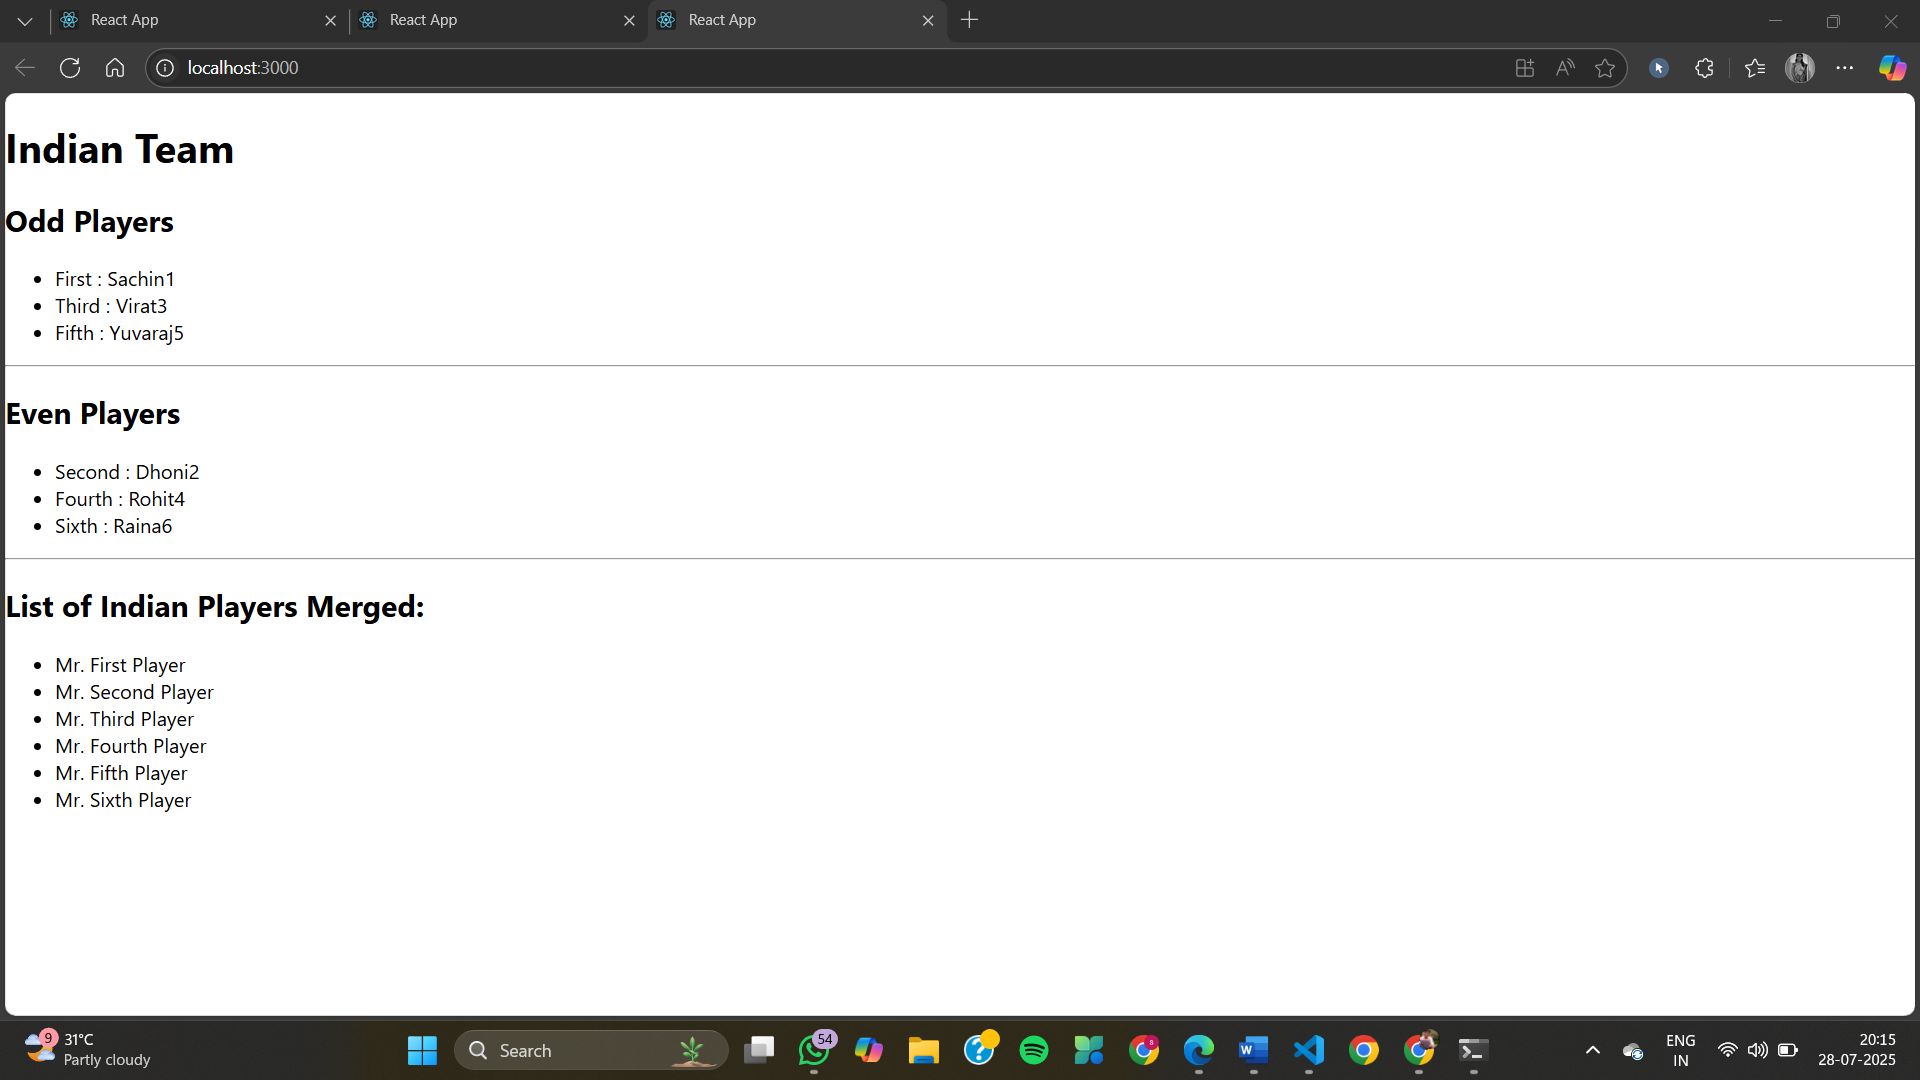 React App
React App
React App
localhost:3000
Indian Team
Odd Players
First : Sachin1
Third : Virat3
Fifth : Yuvaraj5
Even Players
Second : Dhoni2
Fourth : Rohit4
Sixth : Raina6
List of Indian Players Merged:
Mr. First Player
Mr. Second Player
Mr. Third Player
Mr. Fourth Player
Mr. Fifth Player
Mr. Sixth Player
9
31°C
Partly cloudy
Search
54
S
W
ENG
IN
20:15
28-07-2025